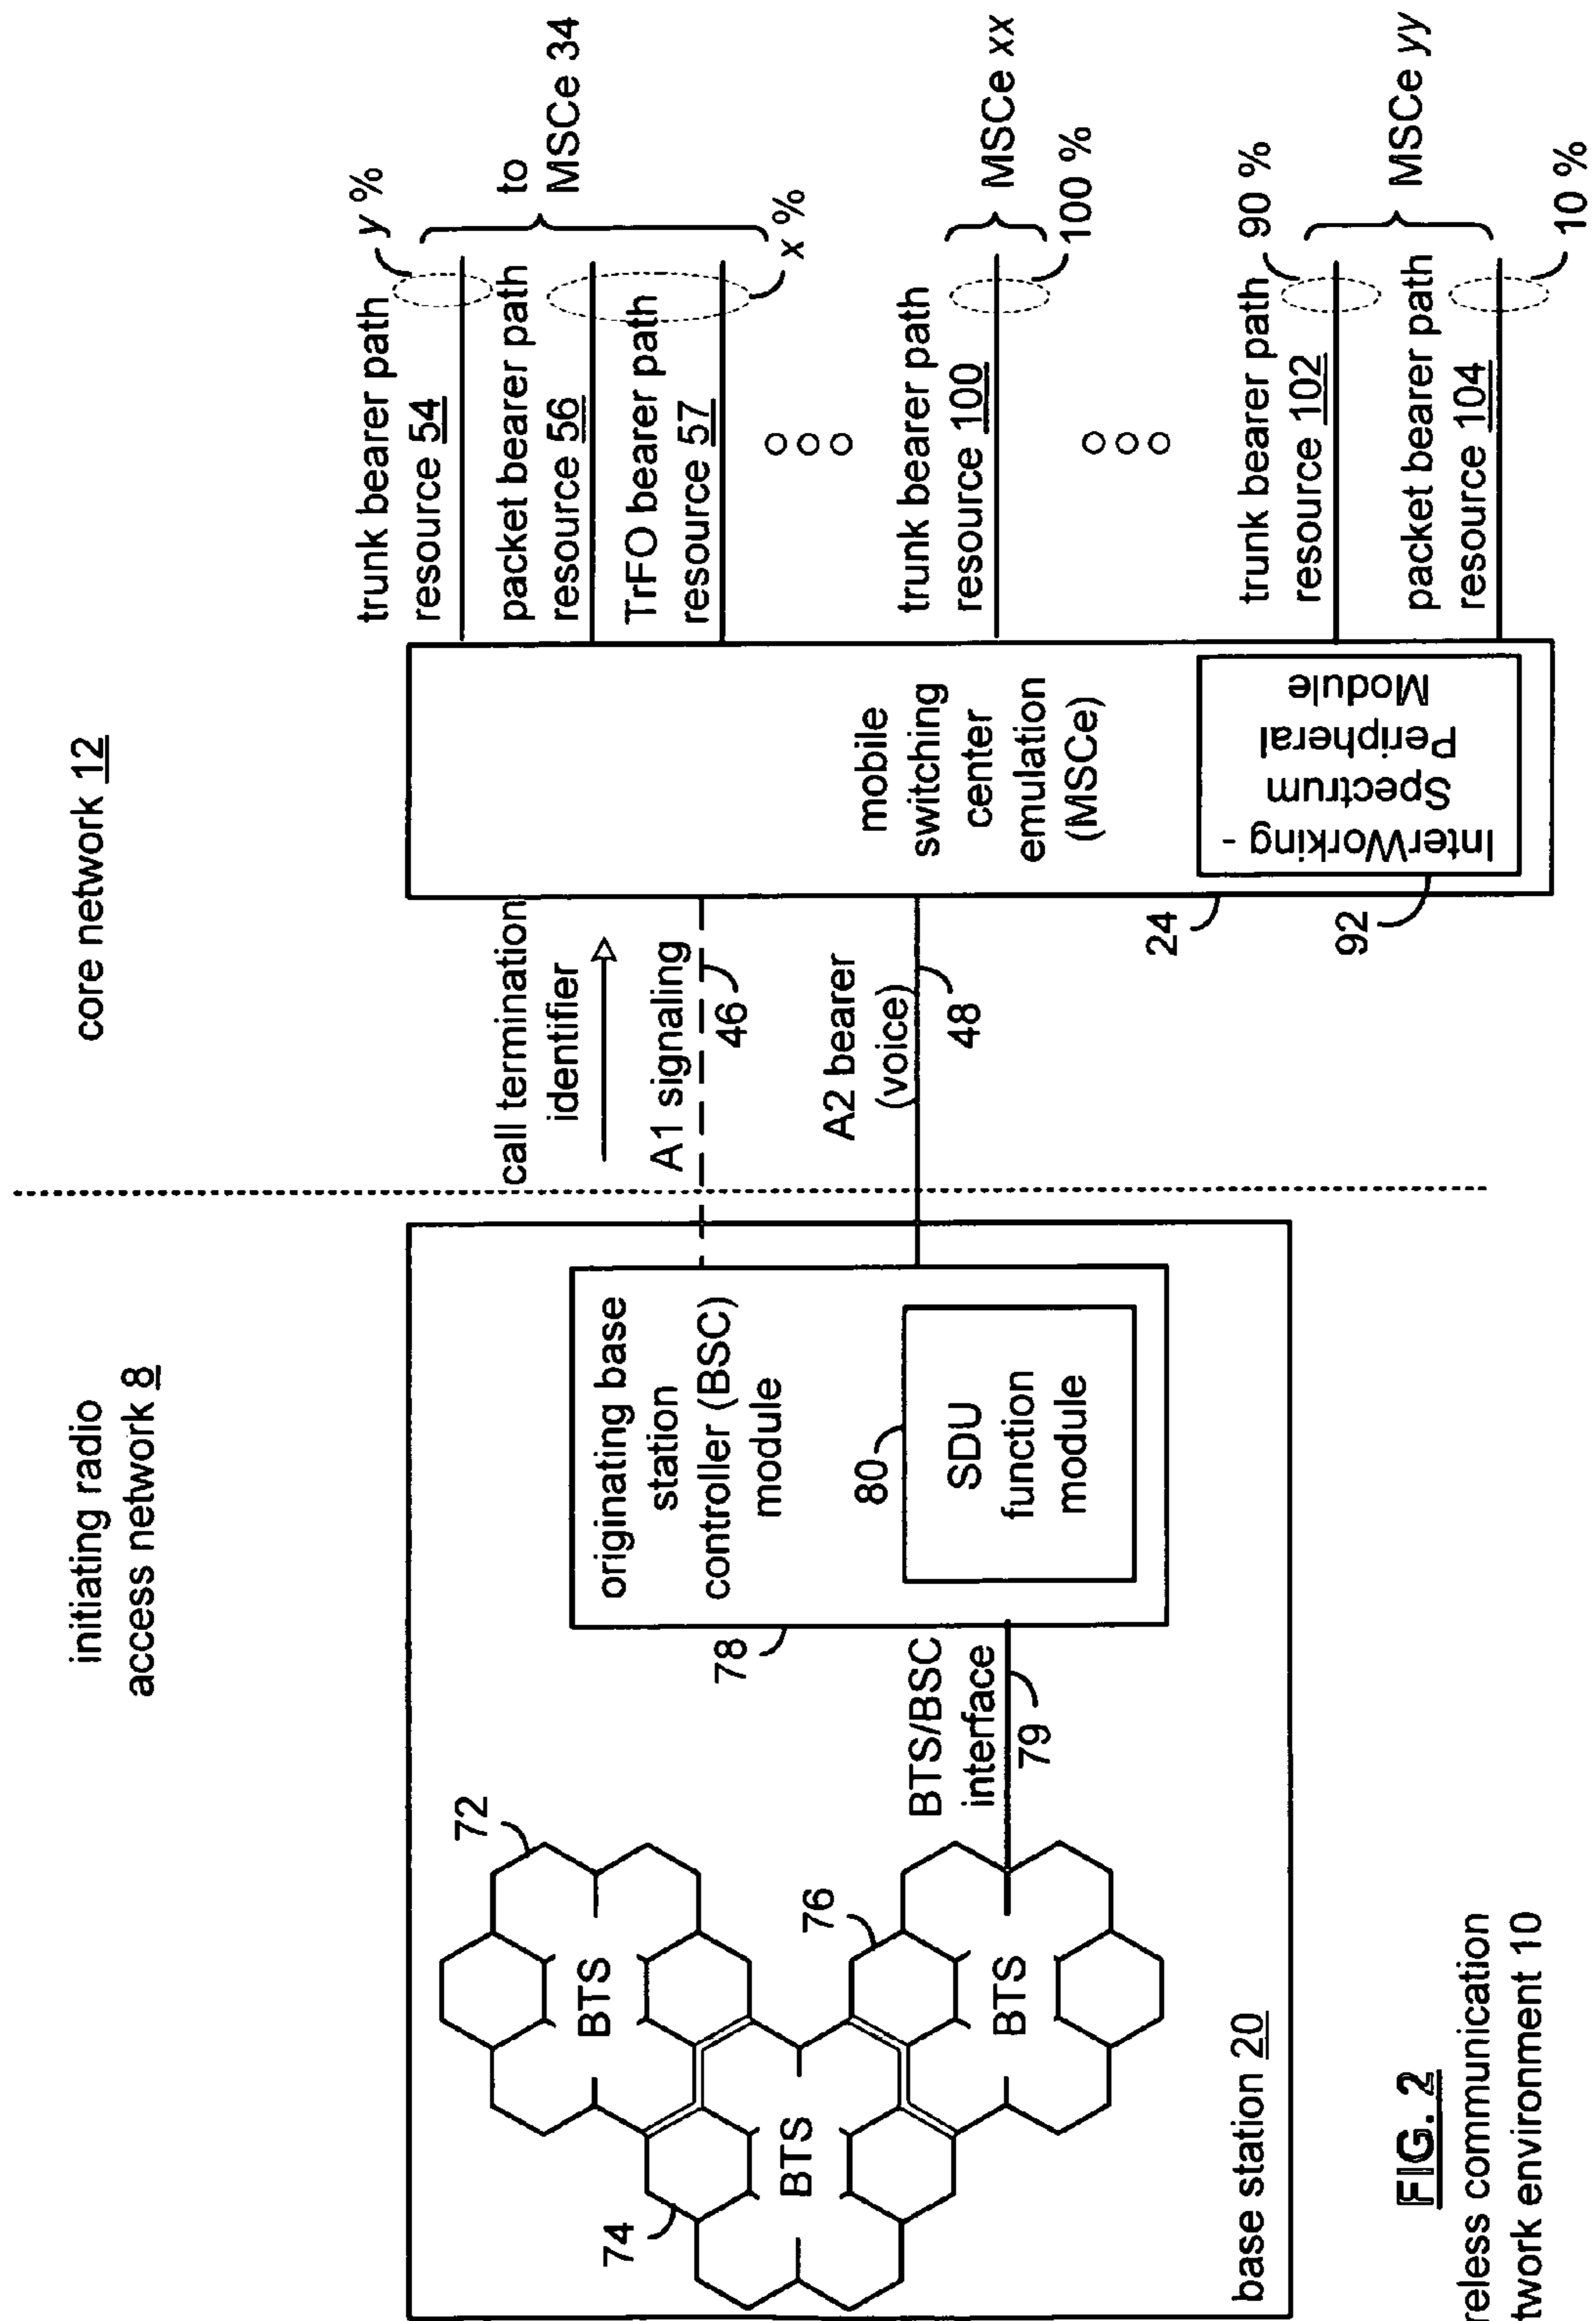 initiating radio
access network 8
core network 12
72
74
76
BTS
BTS
BTS
BTS/BSC
interface
79
base station 20
78
originating base
station
controller (BSC)
module
80
SDU
function
module
call termination
identifier
A1 signaling
46
A2 bearer
(voice)
48
24
92
mobile
switching
center
emulation
(MSCe)
InterWorking -
Spectrum
Peripheral
Module
trunk bearer path
resource 54
y %
packet bearer path
resource 56
TrFO bearer path
resource 57
x %
to
MSCe 34
trunk bearer path
resource 100
MSCe xx
100 %
trunk bearer path
resource 102
90 %
packet bearer path
resource 104
MSCe yy
10 %
FIG. 2
reless communication
twork environment 10